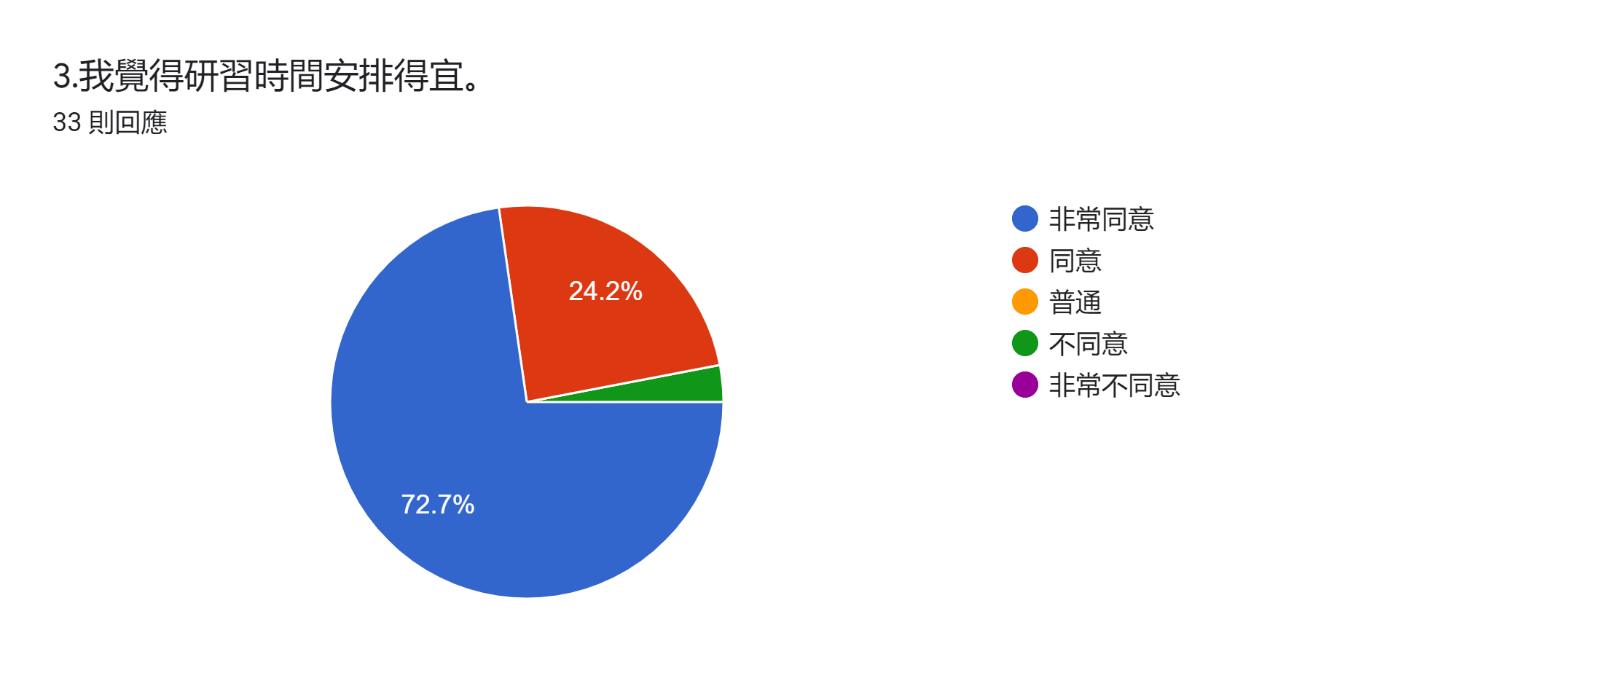 3.我覺得研習時間安排得宜。
33 則回應
24.2%
72.7%
非常同意
同意
普通
不同意
非常不同意